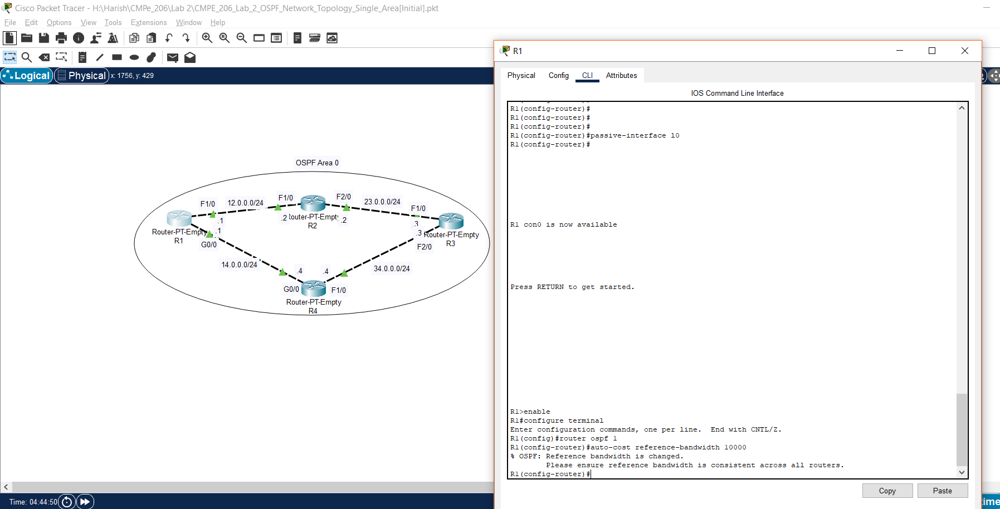 Cisco Packet Tracer - H:\Harish\CMPe_206\Lab 2\CMPE_206_Lab_2_OSPF_Network_Topology_Single_Area[Initial].pkt
File Edit Options View Tools Extensions Window Help
Logical Physical x: 1756, y: 429
OSPF Area 0
F1/0 12.0.0.0/24 F1/0 F2/0 23.0.0.0/24 F1/0
.1 .2 Router-PT-Empty .2 .3
R2
Router-PT-Empty .1 .3 Router-PT-Empty
R1 R3
G0/0 F2/0
14.0.0.0/24 34.0.0.0/24
.4 .4
G0/0 F1/0
Router-PT-Empty
R4
Time: 04:44:50
R1
Physical Config CLI Attributes
IOS Command Line Interface
R1(config-router)#
R1(config-router)#
R1(config-router)#
R1(config-router)#passive-interface l0
R1(config-router)#
R1 con0 is now available
Press RETURN to get started.
R1>enable
R1#configure terminal
Enter configuration commands, one per line.  End with CNTL/Z.
R1(config)#router ospf 1
R1(config-router)#auto-cost reference-bandwidth 10000
% OSPF: Reference bandwidth is changed.
Please ensure reference bandwidth is consistent across all routers.
R1(config-router)#
Copy Paste